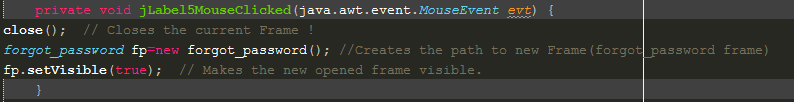 private void jLabel5MouseClicked(java.awt.event.MouseEvent evt) {
close();  // Closes the current Frame !
forgot_password fp=new forgot_password(); //Creates the path to new Frame(forgot_password frame)
fp.setVisible(true);  // Makes the new opened frame visible.
}